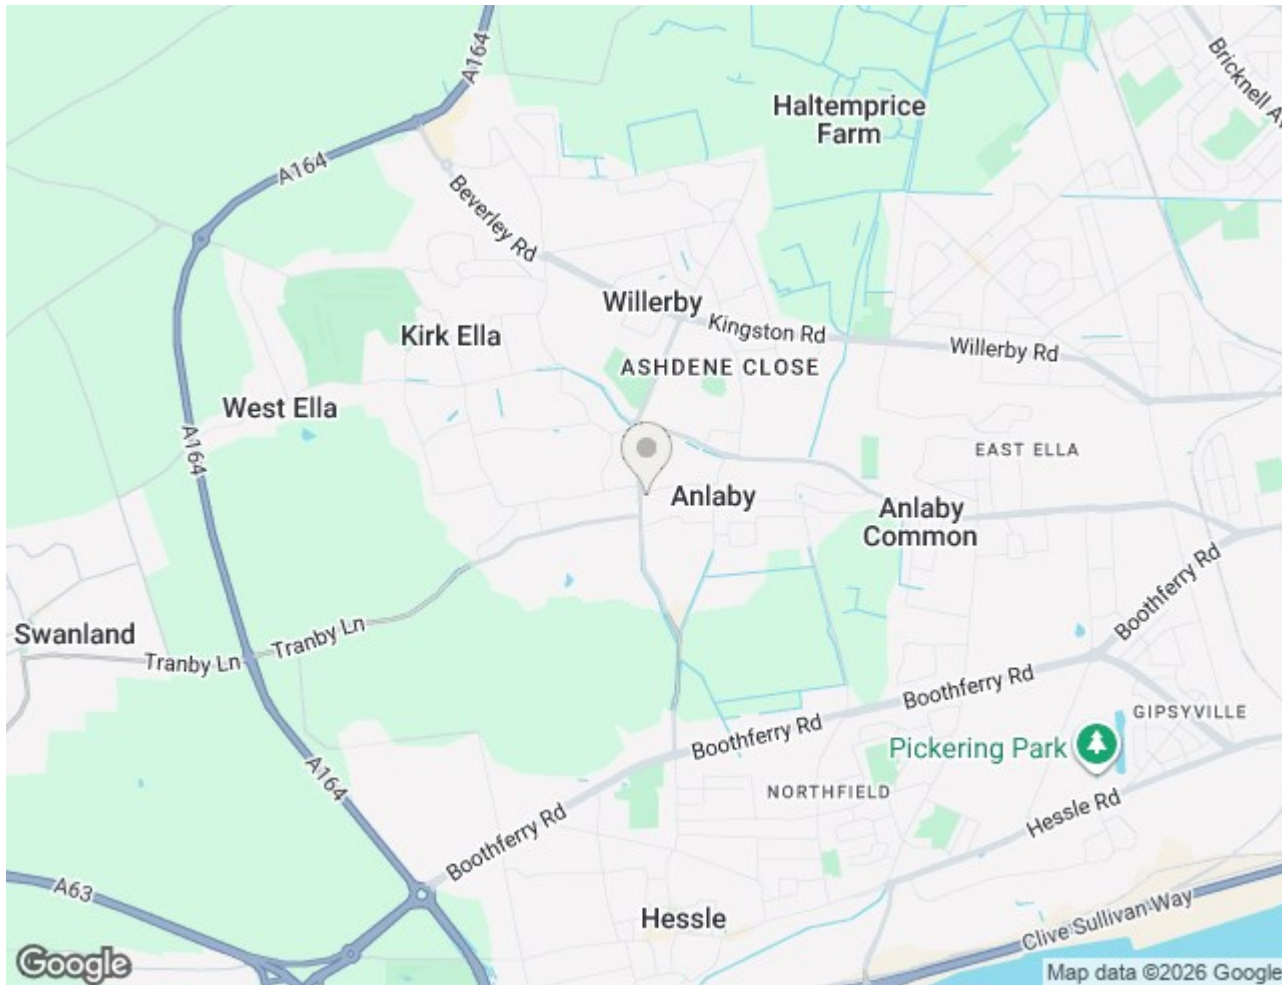 A164
Bricknell Av
Haltemprice
Farm
A164
Beverley Rd
Willerby
Kingston Rd
Willerby Rd
Kirk Ella
ASHDENE CLOSE
West Ella
A164
EAST ELLA
Anlaby
Anlaby
Common
Boothferry Rd
Swanland
Tranby Ln
Tranby Ln
Boothferry Rd
GIPSYVILLE
Boothferry Rd
Pickering Park
A164
NORTHFIELD
Hessle Rd
Boothferry Rd
A63
Hessle
Clive Sullivan Way
Google
Map data ©2026 Google